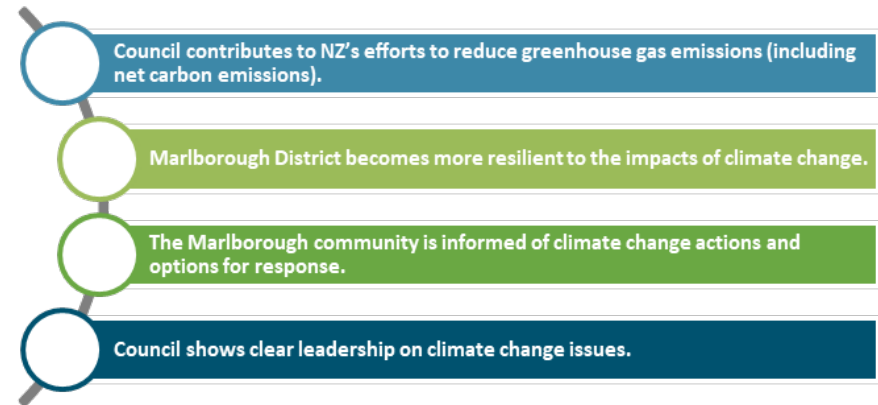 Council contributes to NZ's efforts to reduce greenhouse gas emissions (including
net carbon emissions).
Marlborough District becomes more resilient to the impacts of climate change.
The Marlborough community is informed of climate change actions and
options for response.
Council shows clear leadership on climate change issues.